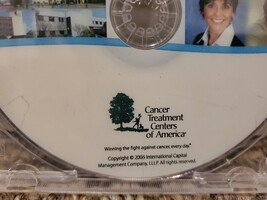 Cancer
Treatment
Centers
of America®
Winning the fight against cancer, every day.®
Copyright © 2006 International Capital
Management Company, LLLP. All rights reserved.